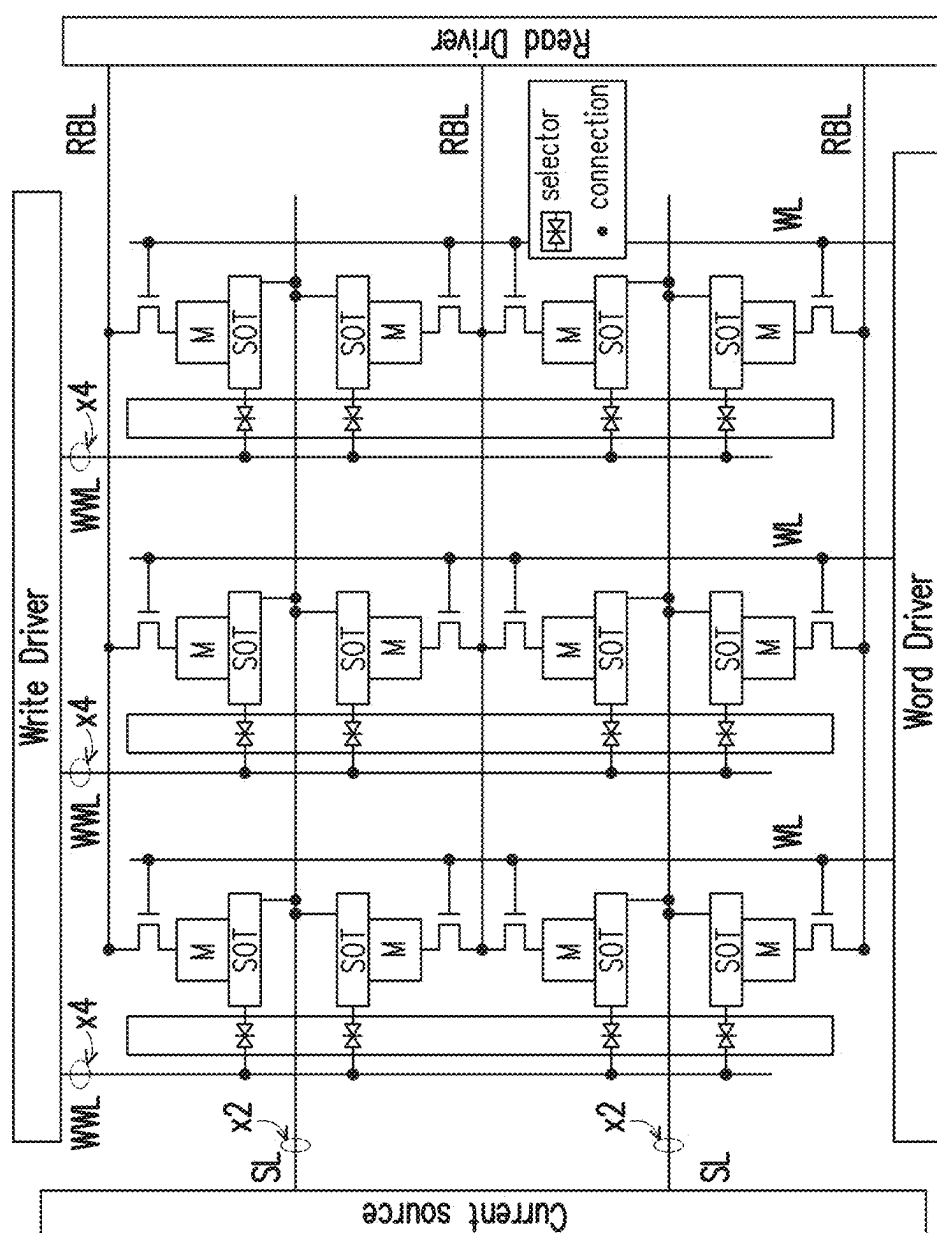 Write Driver
WWL
x4
WWL
x4
WWL
x4
RBL
M
M
M
SOT
SOT
SOT
SL
x2
SOT
SOT
SOT
M
M
M
RBL
selector
connection
M
M
M
SOT
SOT
SOT
SL
x2
SOT
SOT
SOT
M
M
M
WL
WL
WL
RBL
Word Driver
Current source
Read Driver